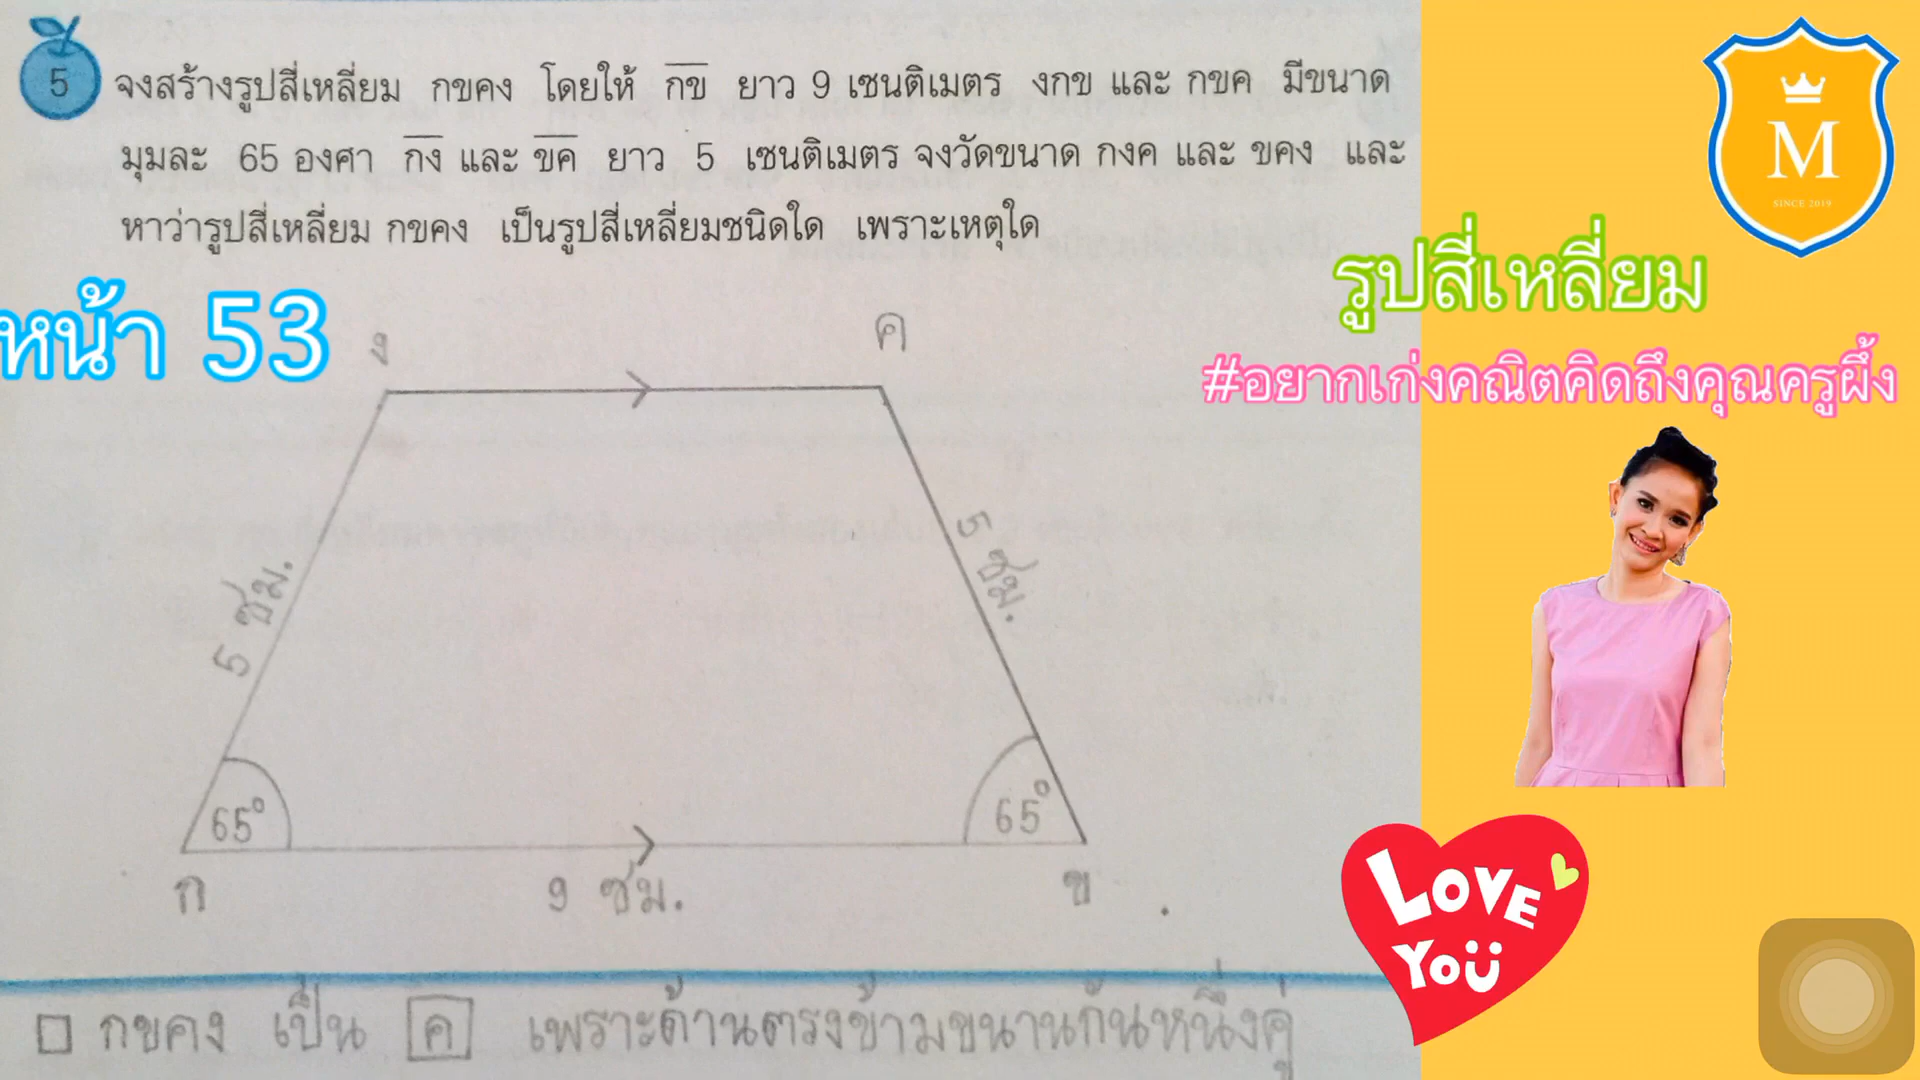 5 จงสร้างรูปสี่เหลี่ยม กขคง โดยให้ กข ยาว 9 เซนติเมตร งกข และ กขค มีขนาด
มุมละ 65 องศา กง และ ขค ยาว 5 เซนติเมตร จงวัดขนาด กงค และ ขคง และ
หาว่ารูปสี่เหลี่ยม กขคง เป็นรูปสี่เหลี่ยมชนิดใด เพราะเหตุใด
M
SINCE 2019
รูปสี่เหลี่ยม
หน้า 53
#อยากเก่งคณิตคิดถึงคุณครูผึ้ง
ง
ค
5 ซม.
5 ซม.
65°
65°
ก
9 ซม.
ข
LOVE
YOU
กขคง เป็น ค เพราะด้านตรงข้ามขนานกันหนึ่งคู่